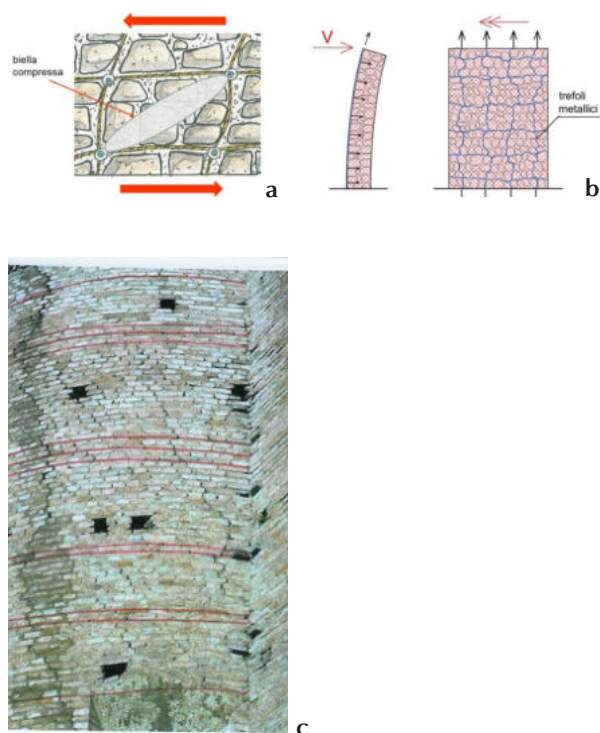 biella
compressa
a
V
trefoli
metallici
b
c